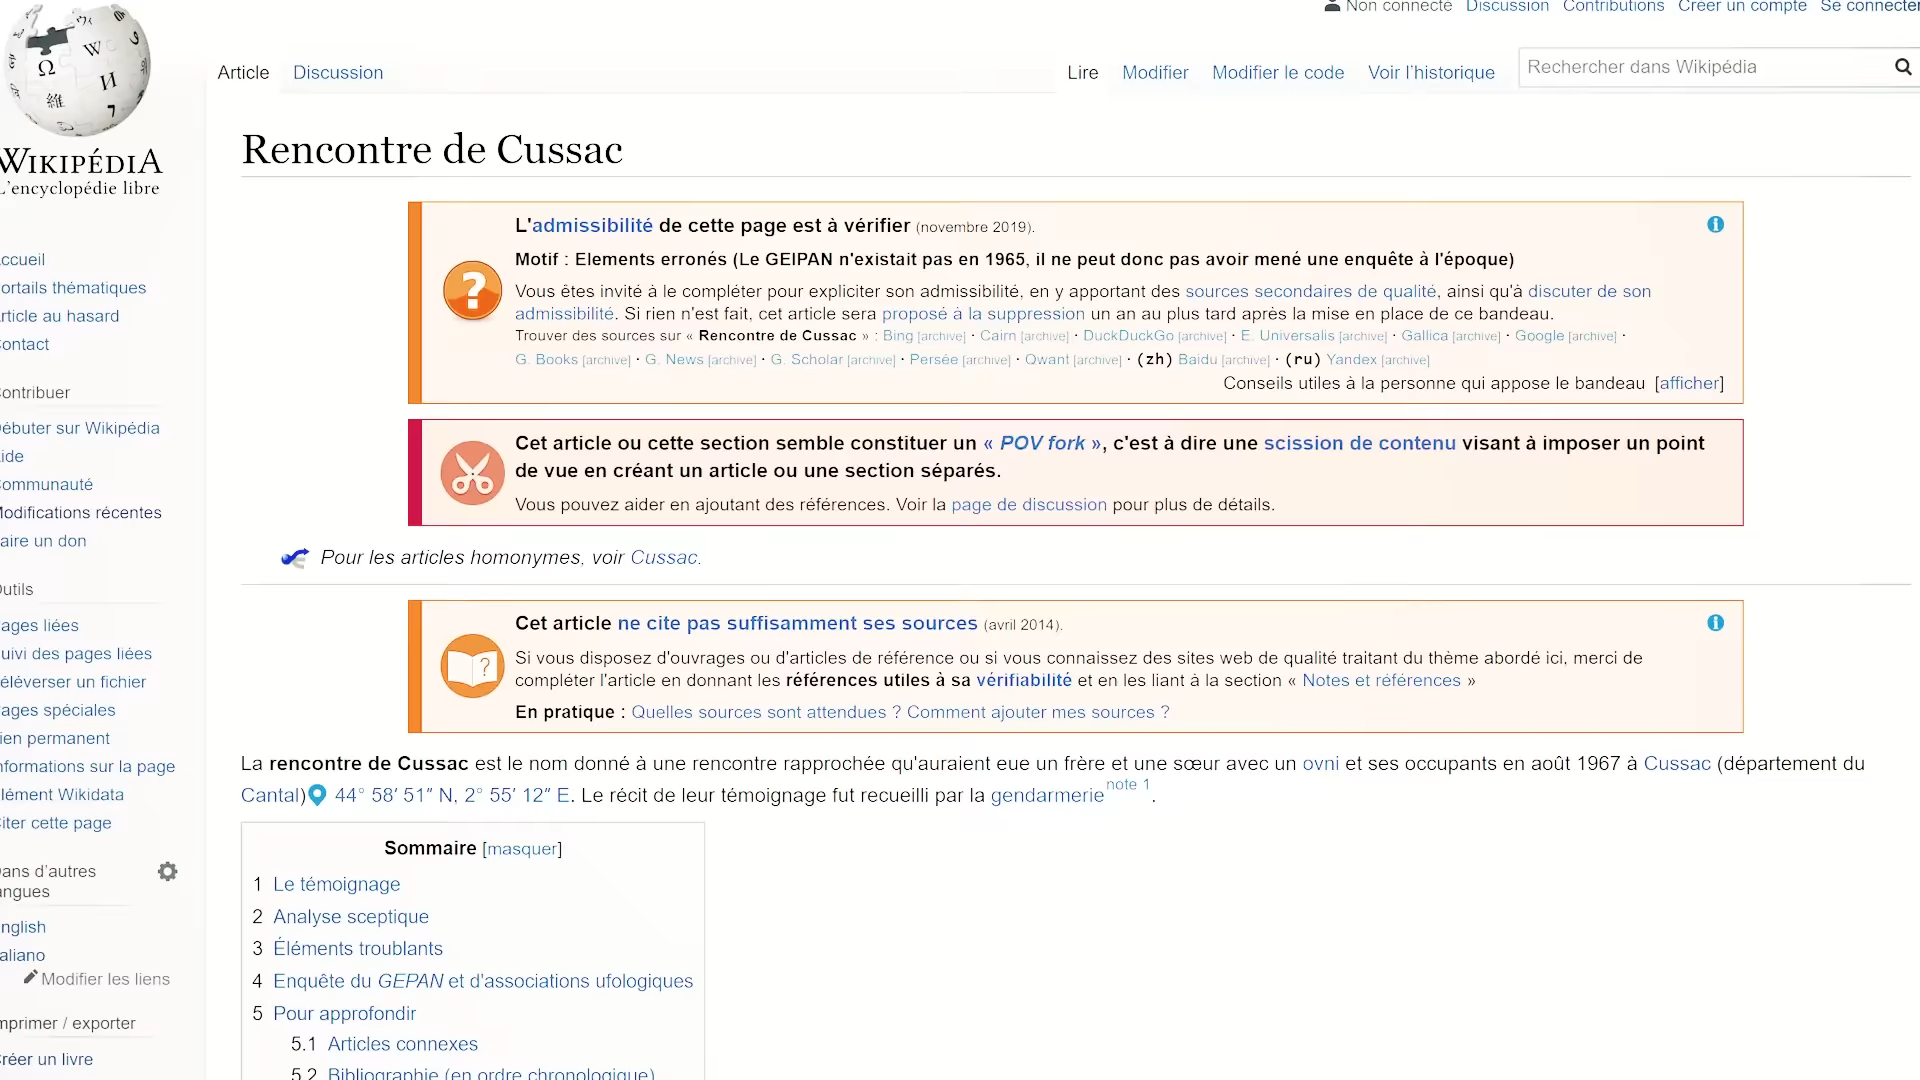 Non connecté Discussion Contributions Créer un compte Se connecter
Article Discussion
Lire Modifier Modifier le code Voir l'historique
Rechercher dans Wikipédia
WIKIPÉDIA
L'encyclopédie libre
Rencontre de Cussac
L'admissibilité de cette page est à vérifier (novembre 2019).
Motif : Elements erronés (Le GEIPAN n'existait pas en 1965, il ne peut donc pas avoir mené une enquête à l'époque)
Vous êtes invité à le compléter pour expliciter son admissibilité, en y apportant des sources secondaires de qualité, ainsi qu'à discuter de son
admissibilité. Si rien n'est fait, cet article sera proposé à la suppression un an au plus tard après la mise en place de ce bandeau.
Trouver des sources sur « Rencontre de Cussac » : Bing [archive] · Cairn [archive] · DuckDuckGo [archive] · E. Universalis [archive] · Gallica [archive] · Google [archive] ·
G. Books [archive] · G. News [archive] · G. Scholar [archive] · Persée [archive] · Qwant [archive] · (zh) Baidu [archive] · (ru) Yandex [archive]
Conseils utiles à la personne qui appose le bandeau [afficher]
Cet article ou cette section semble constituer un « POV fork », c'est à dire une scission de contenu visant à imposer un point
de vue en créant un article ou une section séparés.
Vous pouvez aider en ajoutant des références. Voir la page de discussion pour plus de détails.
Pour les articles homonymes, voir Cussac.
Cet article ne cite pas suffisamment ses sources (avril 2014).
Si vous disposez d'ouvrages ou d'articles de référence ou si vous connaissez des sites web de qualité traitant du thème abordé ici, merci de
compléter l'article en donnant les références utiles à sa vérifiabilité et en les liant à la section « Notes et références »
En pratique : Quelles sources sont attendues ? Comment ajouter mes sources ?
La rencontre de Cussac est le nom donné à une rencontre rapprochée qu'auraient eue un frère et une sœur avec un ovni et ses occupants en août 1967 à Cussac (département du
Cantal) 44° 58′ 51″ N, 2° 55′ 12″ E. Le récit de leur témoignage fut recueilli par la gendarmerie note 1.
Sommaire [masquer]
1 Le témoignage
2 Analyse sceptique
3 Éléments troublants
4 Enquête du GEPAN et d'associations ufologiques
5 Pour approfondir
5.1 Articles connexes
5.2 Bibliographie (en ordre chronologique)
ccueil
ortails thématiques
rticle au hasard
ontact
ontribuer
ébuter sur Wikipédia
ide
ommunauté
odifications récentes
aire un don
utils
ages liées
uivi des pages liées
éléverser un fichier
ages spéciales
ien permanent
nformations sur la page
lément Wikidata
iter cette page
ans d'autres
angues
nglish
aliano
Modifier les liens
mprimer / exporter
réer un livre